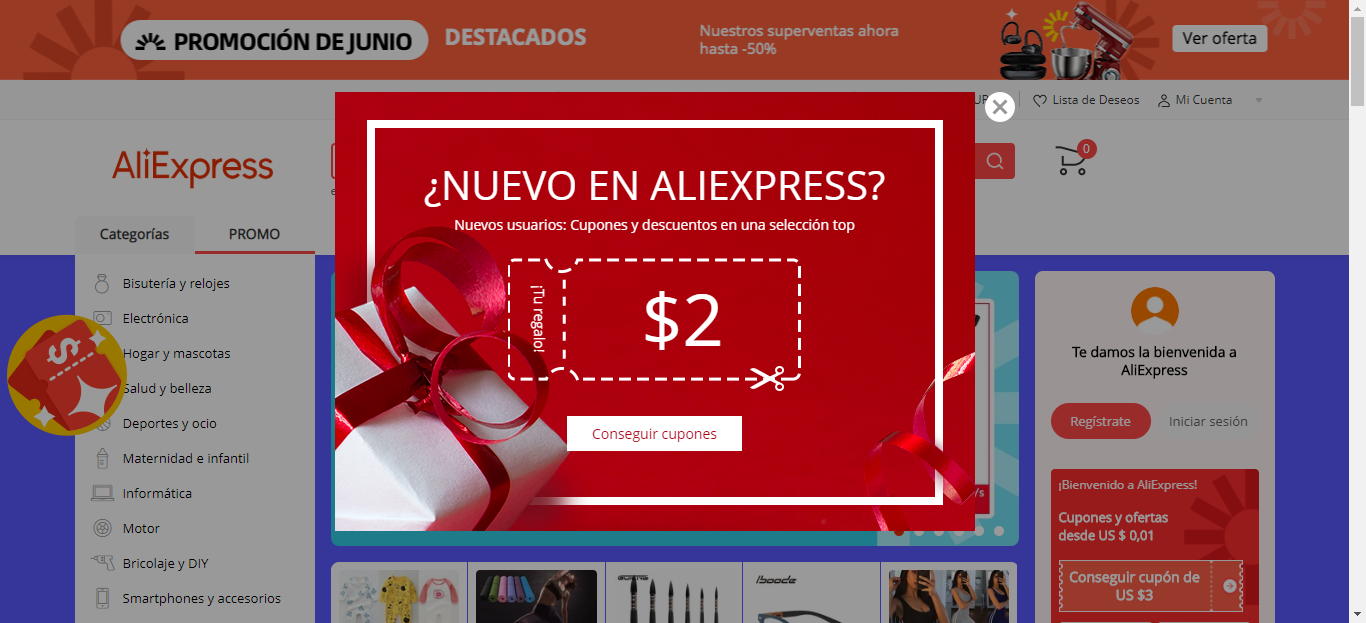 PROMOCIÓN DE JUNIO
DESTACADOS
Nuestros superventas ahora
hasta -50%
Ver oferta
Lista de Deseos
Mi Cuenta
AliExpress
0
Categorías
PROMO
¿NUEVO EN ALIEXPRESS?
Nuevos usuarios: Cupones y descuentos en una selección top
¡Tu regalo!
$2
Conseguir cupones
Bisutería y relojes
Electrónica
Hogar y mascotas
Salud y belleza
Deportes y ocio
Maternidad e infantil
Informática
Motor
Bricolaje y DIY
Smartphones y accesorios
$
Te damos la bienvenida a
AliExpress
Regístrate
Iniciar sesión
¡Bienvenido a AliExpress!
Cupones y ofertas
desde US $ 0,01
Conseguir cupón de
US $3
iboode